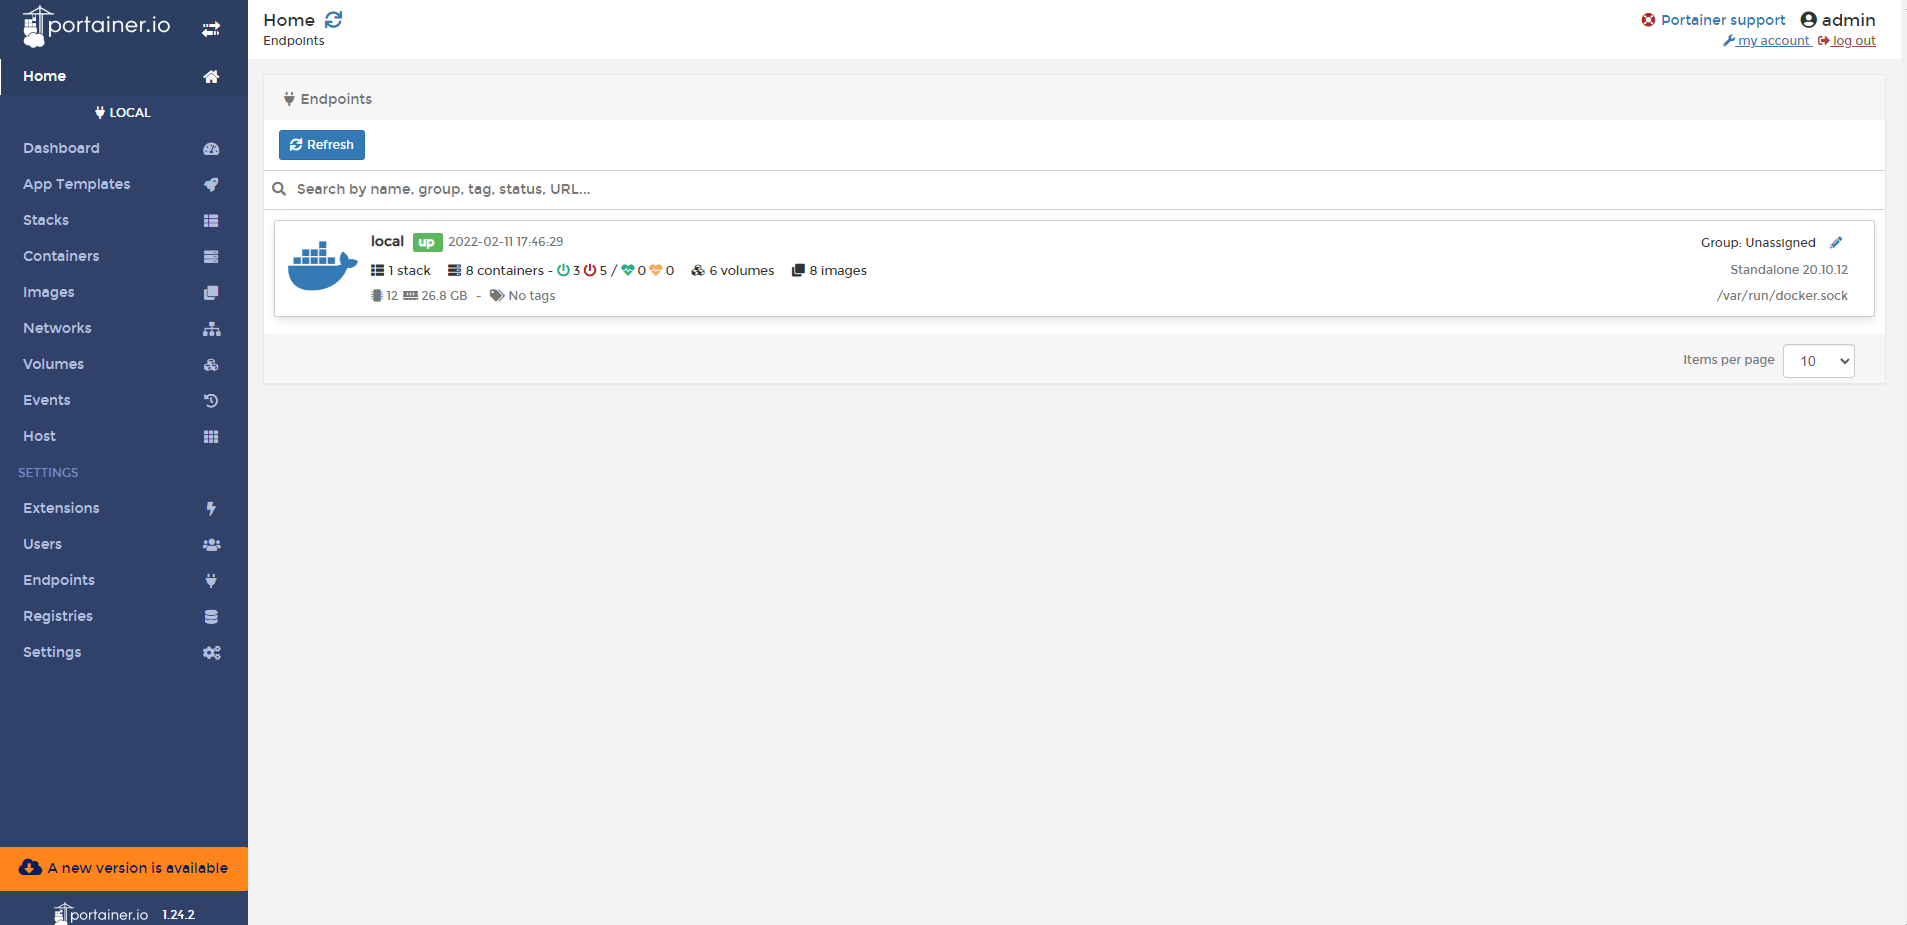 portainer.io
Home
LOCAL
Dashboard
App Templates
Stacks
Containers
Images
Networks
Volumes
Events
Host
SETTINGS
Extensions
Users
Endpoints
Registries
Settings
A new version is available
portainer.io 1.24.2
Home
Endpoints
Portainer support admin
my account log out
Endpoints
Refresh
Search by name, group, tag, status, URL...
local up 2022-02-11 17:46:29
1 stack 8 containers - 3 5 / 0 0 6 volumes 8 images
12 26.8 GB - No tags
Group: Unassigned
Standalone 20.10.12
/var/run/docker.sock
Items per page 10